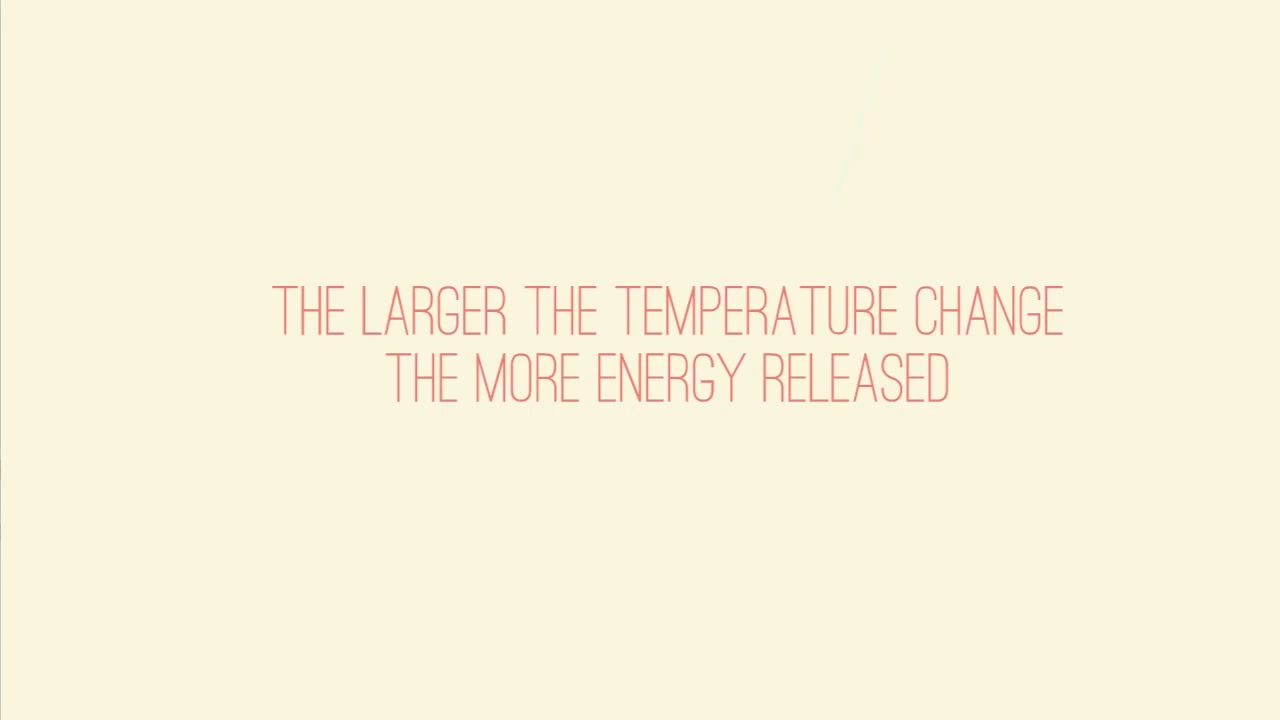 THE LARGER THE TEMPERATURE CHANGE
THE MORE ENERGY RELEASED